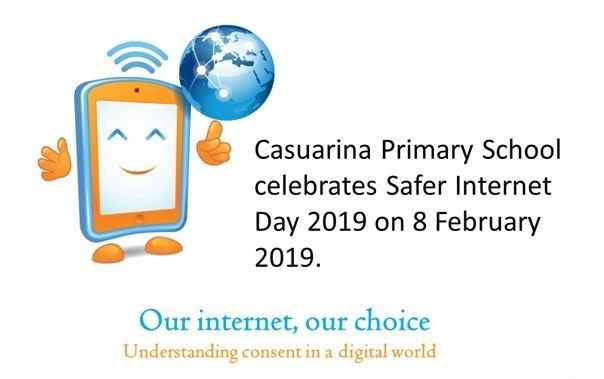 Casuarina Primary School
celebrates Safer Internet
Day 2019 on 8 February
2019.
Our internet, our choice
Understanding consent in a digital world